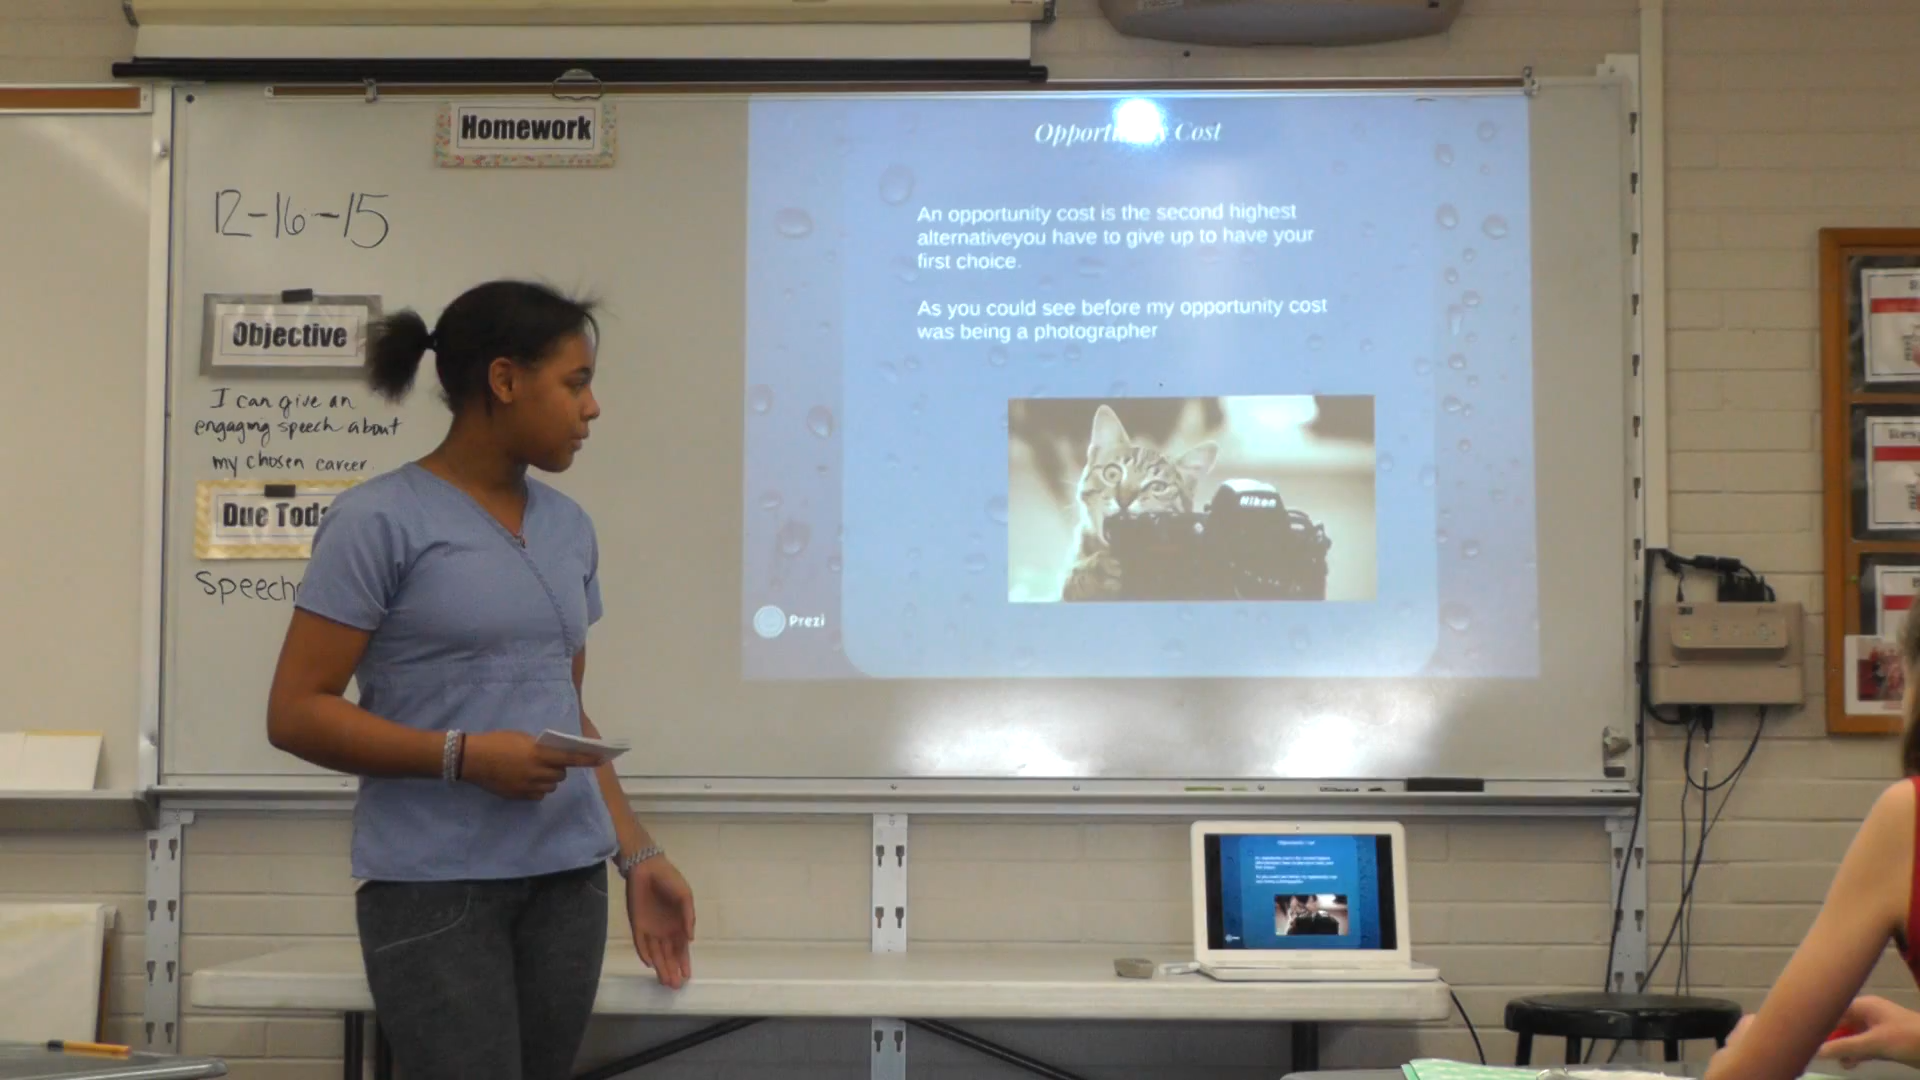 Homework
12-16-15
Objective
I can give an
engaging speech about
my chosen career.
Due Tod
Speech
Opportunity Cost
An opportunity cost is the second highest
alternativeyou have to give up to have your
first choice.
As you could see before my opportunity cost
was being a photographer
Nikon
Prezi
3M